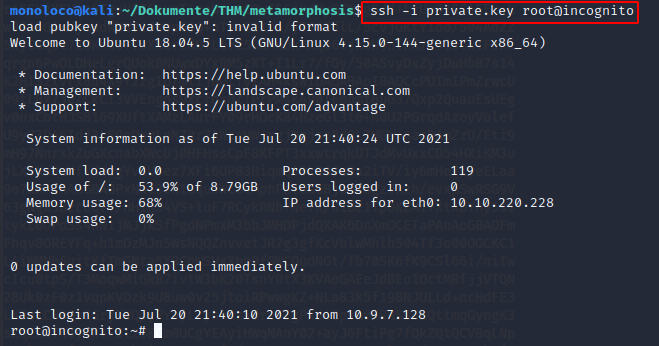 monoloco@kali:~/Dokumente/THM/metamorphosis$ ssh -i private.key root@incognito
load pubkey "private.key": invalid format
Welcome to Ubuntu 18.04.5 LTS (GNU/Linux 4.15.0-144-generic x86_64)
* Documentation: https://help.ubuntu.com
* Management: https://landscape.canonical.com
* Support: https://ubuntu.com/advantage
System information as of Tue Jul 20 21:40:24 UTC 2021
System load: 0.0 Processes: 119
Usage of /: 53.9% of 8.79GB Users logged in: 0
Memory usage: 68% IP address for eth0: 10.10.220.228
Swap usage: 0%
0 updates can be applied immediately.
Last login: Tue Jul 20 21:40:10 2021 from 10.9.7.128
root@incognito:~#